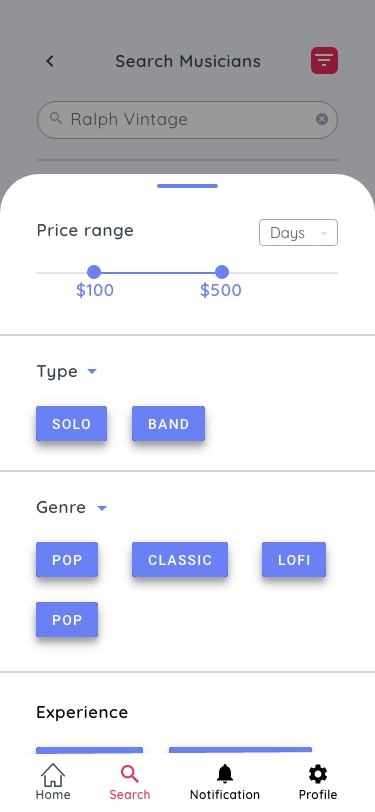 Search Musicians
Ralph Vintage
Price range
Days
$100 $500
Type
SOLO BAND
Genre
POP CLASSIC LOFI
POP
Experience
Home Search Notification Profile